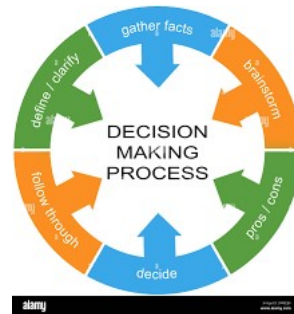 gather facts
brainstorm
pros / cons
decide
follow through
define / clarify
DECISION
MAKING
PROCESS
alamy